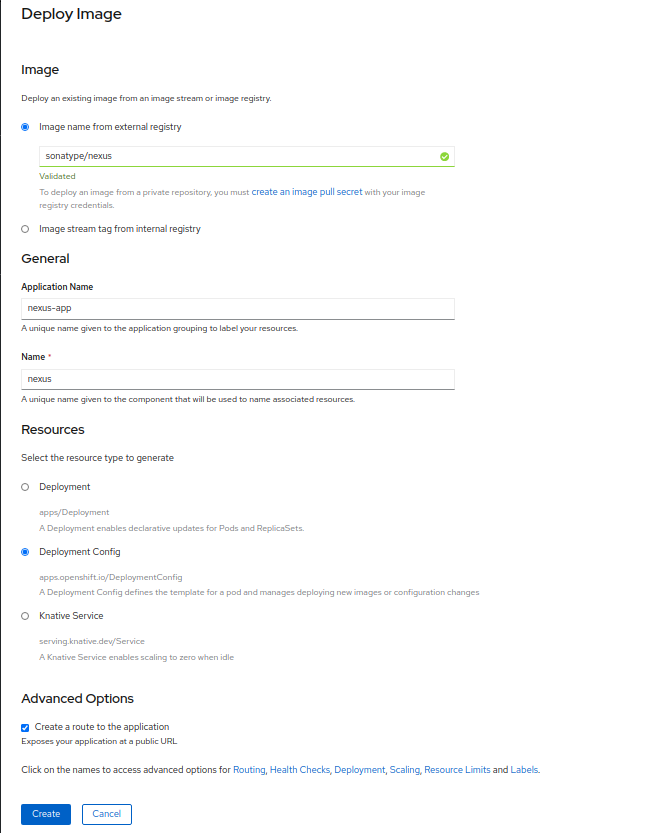 Deploy Image
Image
Deploy an existing image from an image stream or image registry.
Image name from external registry
sonatype/nexus
Validated
To deploy an image from a private repository, you must create an image pull secret with your image
registry credentials.
Image stream tag from internal registry
General
Application Name
nexus-app
A unique name given to the application grouping to label your resources.
Name *
nexus
A unique name given to the component that will be used to name associated resources.
Resources
Select the resource type to generate
Deployment
apps/Deployment
A Deployment enables declarative updates for Pods and ReplicaSets.
Deployment Config
apps.openshift.io/DeploymentConfig
A Deployment Config defines the template for a pod and manages deploying new images or configuration changes
Knative Service
serving.knative.dev/Service
A Knative Service enables scaling to zero when idle
Advanced Options
Create a route to the application
Exposes your application at a public URL
Click on the names to access advanced options for Routing, Health Checks, Deployment, Scaling, Resource Limits and Labels.
Create Cancel